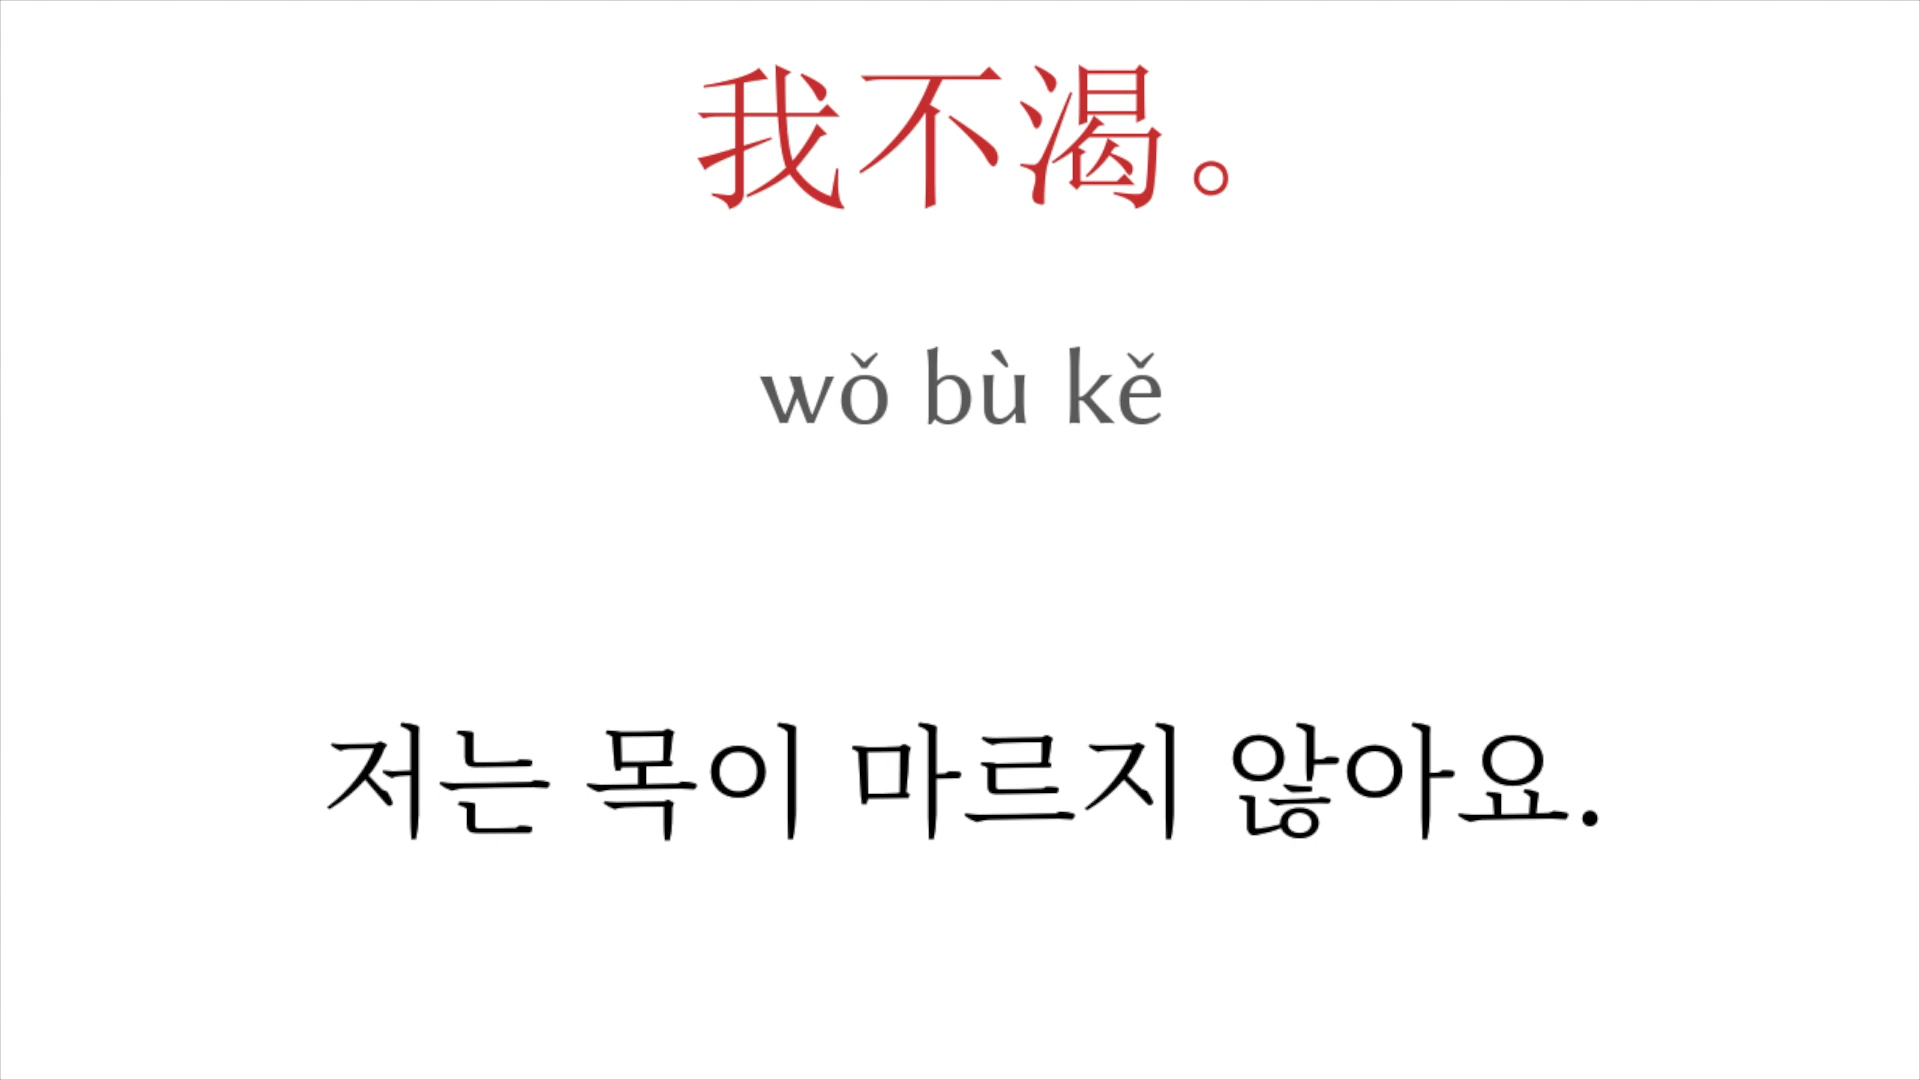 我不渴。
wǒ bù kě
저는 목이 마르지 않아요.